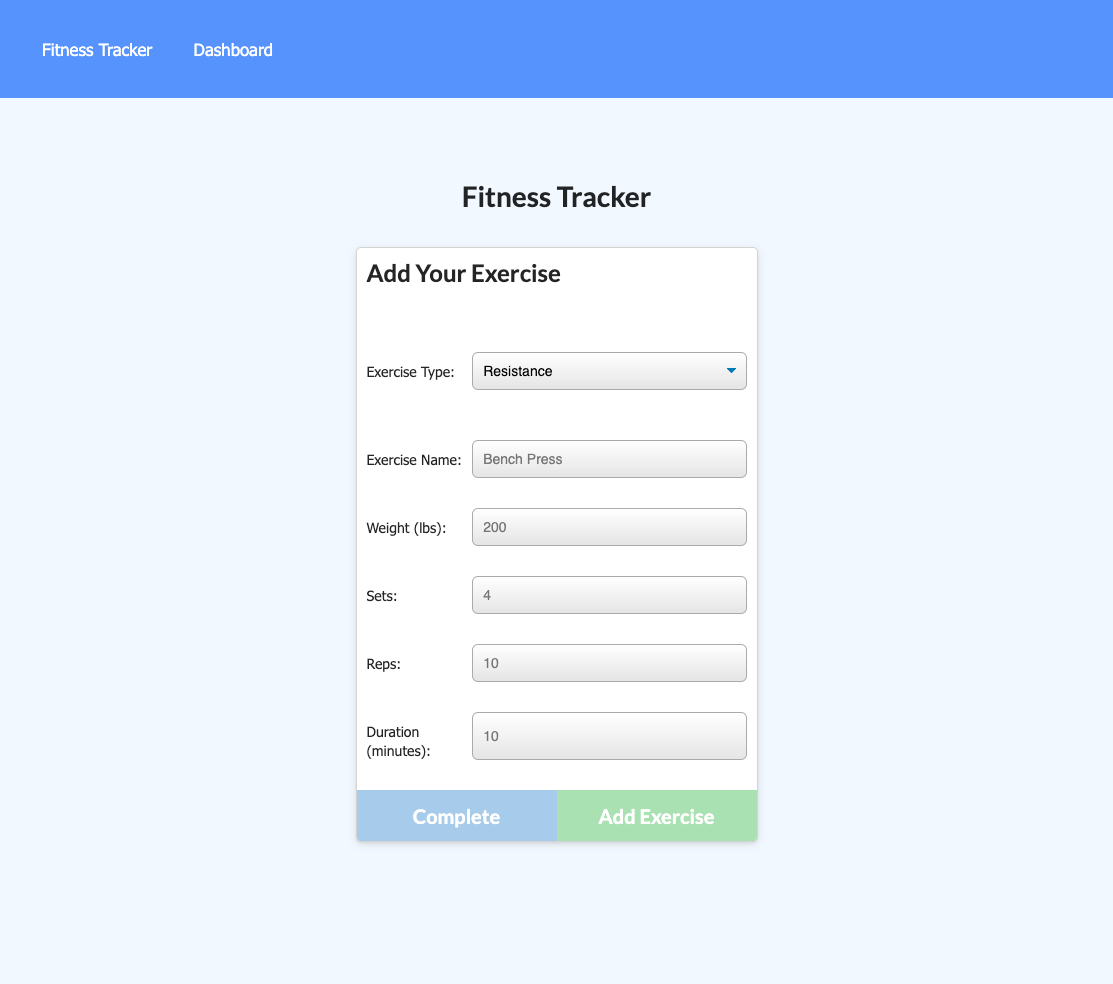 Fitness Tracker Dashboard
Fitness Tracker
Add Your Exercise
Exercise Type: Resistance
Exercise Name: Bench Press
Weight (lbs): 200
Sets: 4
Reps: 10
Duration
(minutes): 10
Complete Add Exercise